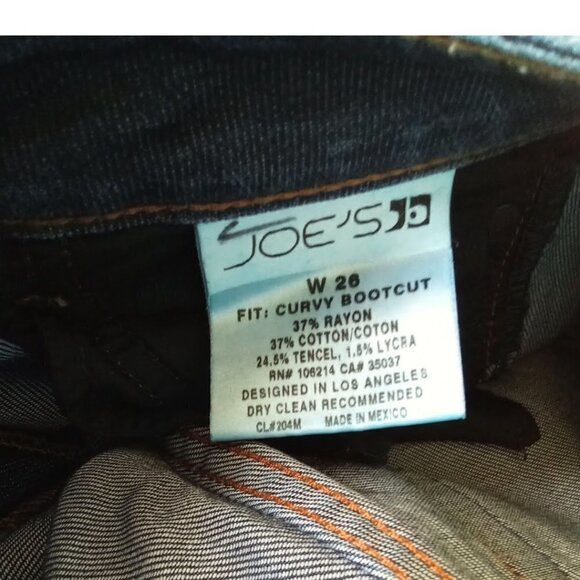 JOE'S
W 26
FIT: CURVY BOOTCUT
37% RAYON
37% COTTON/COTON
24.5% TENCEL, 1.5% LYCRA
RN# 106214 CA# 35037
DESIGNED IN LOS ANGELES
DRY CLEAN RECOMMENDED
CL#204M MADE IN MEXICO